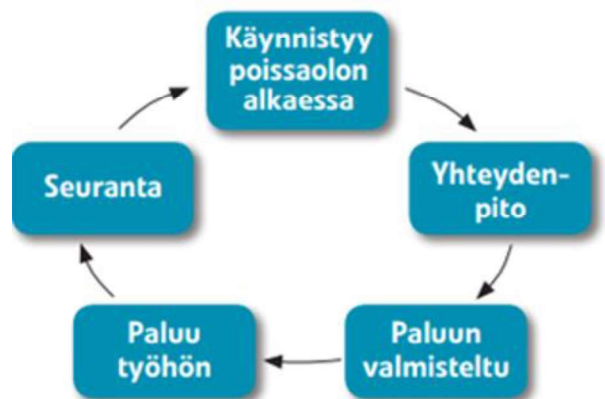 Käynnistyy
poissaolon
alkaessa
Yhteyden-
pito
Paluun
valmisteltu
Paluu
työhön
Seuranta